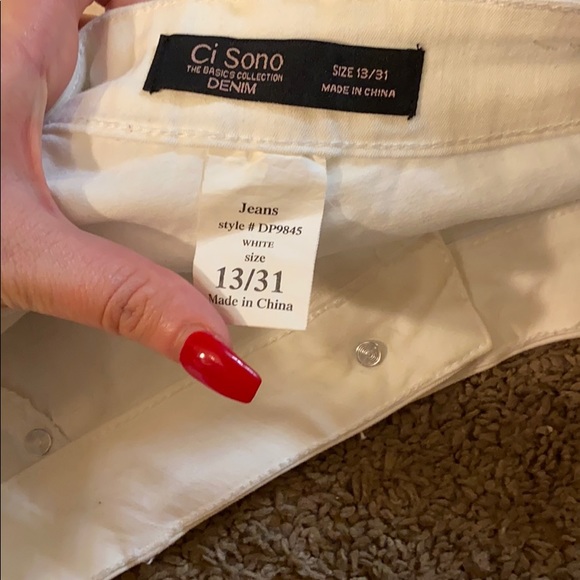 Ci Sono
THE BASICS COLLECTION
DENIM
SIZE 13/31
MADE IN CHINA
Jeans
style # DP9845
WHITE
size
13/31
Made in China